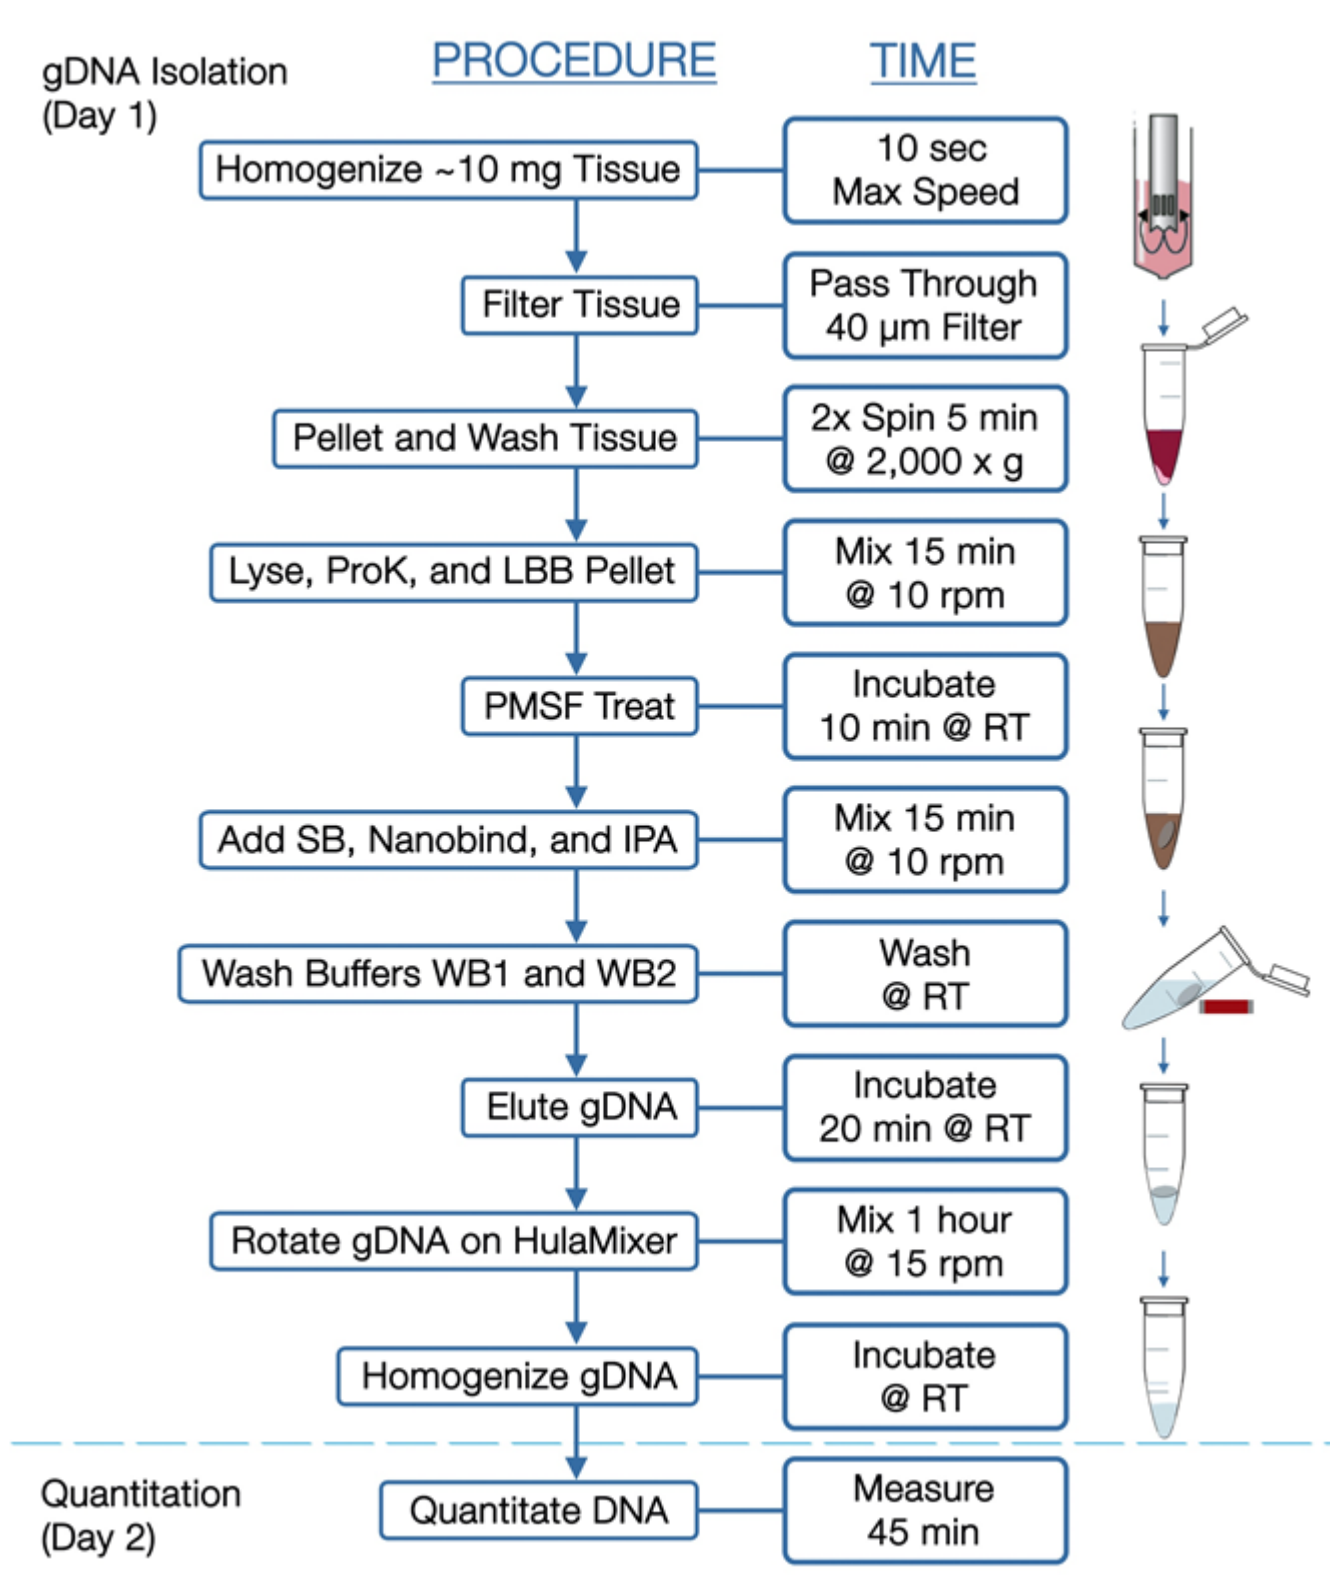 gDNA Isolation
(Day 1)
PROCEDURE
TIME
Homogenize ~10 mg Tissue
10 sec
Max Speed
Filter Tissue
Pass Through
40 µm Filter
Pellet and Wash Tissue
2x Spin 5 min
@ 2,000 x g
Lyse, ProK, and LBB Pellet
Mix 15 min
@ 10 rpm
PMSF Treat
Incubate
10 min @ RT
Add SB, Nanobind, and IPA
Mix 15 min
@ 10 rpm
Wash Buffers WB1 and WB2
Wash
@ RT
Elute gDNA
Incubate
20 min @ RT
Rotate gDNA on HulaMixer
Mix 1 hour
@ 15 rpm
Homogenize gDNA
Incubate
@ RT
Quantitation
(Day 2)
Quantitate DNA
Measure
45 min